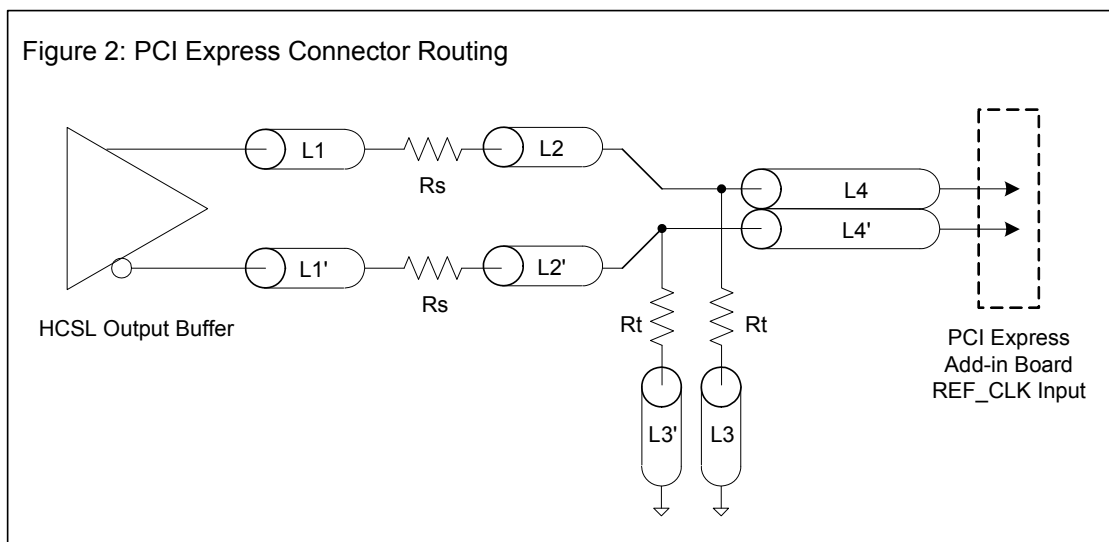 Figure 2: PCI Express Connector Routing
L1
Rs
L2
L4
L4'
L1'
Rs
L2'
HCSL Output Buffer
Rt
Rt
L3'
L3
PCI Express
Add-in Board
REF_CLK Input